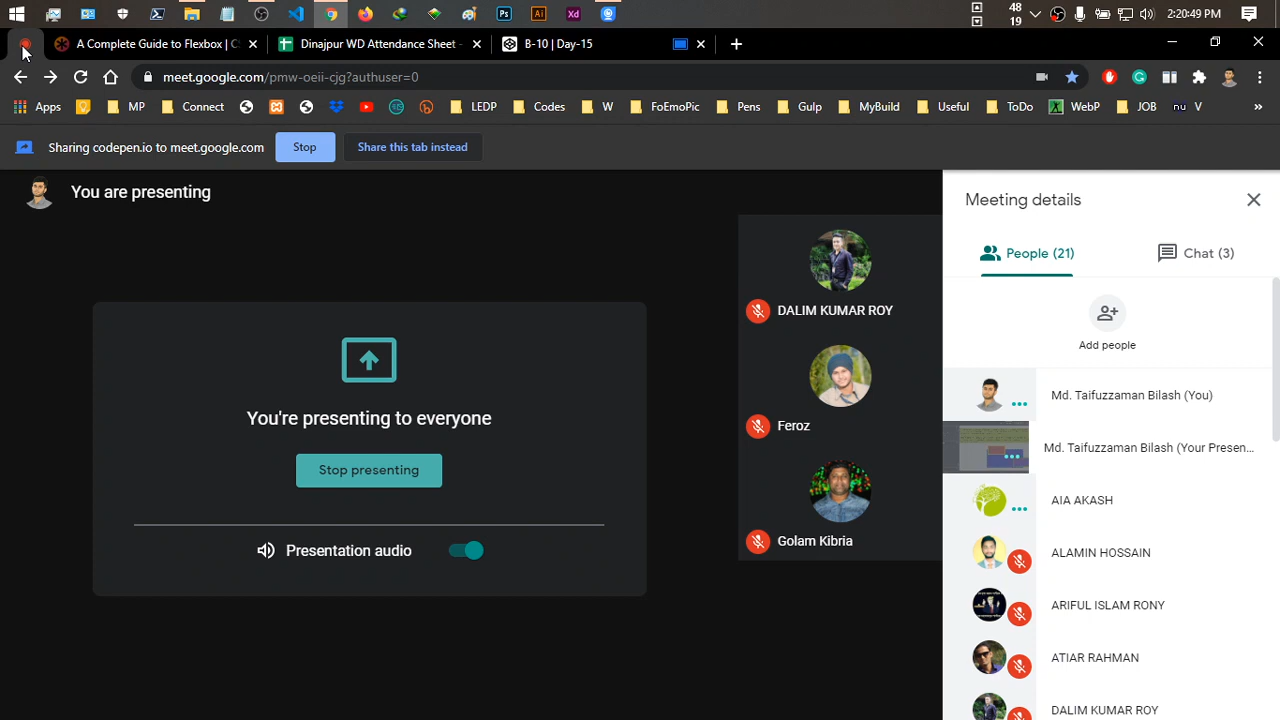 48
19
2:20:49 PM
A Complete Guide to Flexbox | CS
Dinajpur WD Attendance Sheet -
B-10 | Day-15
meet.google.com/pmw-oeii-cjg?authuser=0
Apps
MP
Connect
LEDP
Codes
W
FoEmoPic
Pens
Gulp
MyBuild
Useful
ToDo
WebP
JOB
nu
V
Sharing codepen.io to meet.google.com
Stop
Share this tab instead
You are presenting
You're presenting to everyone
Stop presenting
Presentation audio
DALIM KUMAR ROY
Feroz
Golam Kibria
Meeting details
People (21)
Chat (3)
Add people
Md. Taifuzzaman Bilash (You)
Md. Taifuzzaman Bilash (Your Presen...
AIA AKASH
ALAMIN HOSSAIN
ARIFUL ISLAM RONY
ATIAR RAHMAN
DALIM KUMAR ROY